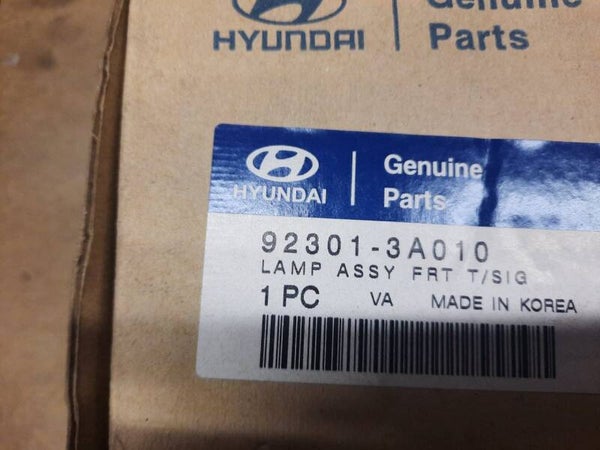 Genuine
HYUNDAI
Parts
Genuine
HYUNDAI
Parts
92301-3A010
LAMP ASSY FRT T/SIG
1 PC VA MADE IN KOREA